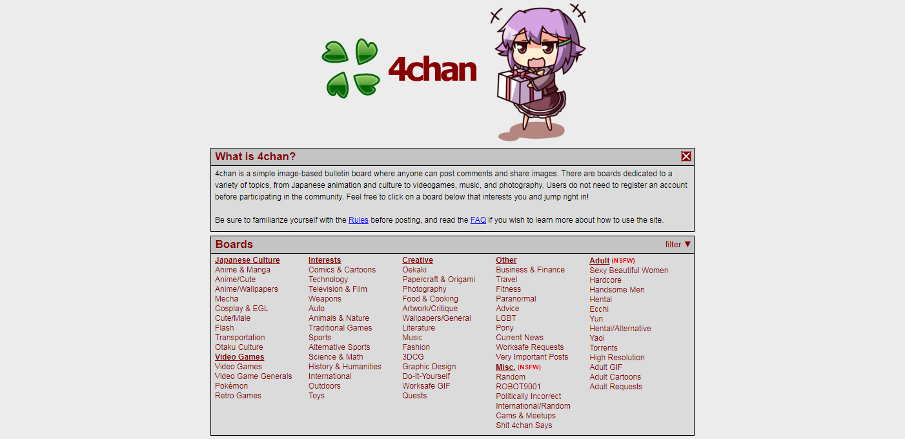 4chan
What is 4chan?
4chan is a simple image-based bulletin board where anyone can post comments and share images. There are boards dedicated to a
variety of topics, from Japanese animation and culture to videogames, music, and photography. Users do not need to register an account
before participating in the community. Feel free to click on a board below that interests you and jump right in!
Be sure to familiarize yourself with the Rules before posting, and read the FAQ if you wish to learn more about how to use the site.
Boards
filter ▼
Japanese Culture
Anime & Manga
Anime/Cute
Anime/Wallpapers
Mecha
Cosplay & EGL
Cute/Male
Flash
Transportation
Otaku Culture
Video Games
Video Games
Video Game Generals
Pokémon
Retro Games
Interests
Comics & Cartoons
Technology
Television & Film
Weapons
Auto
Animals & Nature
Traditional Games
Sports
Alternative Sports
Science & Math
History & Humanities
International
Outdoors
Toys
Creative
Oekaki
Papercraft & Origami
Photography
Food & Cooking
Artwork/Critique
Wallpapers/General
Literature
Music
Fashion
3DCG
Graphic Design
Do-It-Yourself
Worksafe GIF
Quests
Other
Business & Finance
Travel
Fitness
Paranormal
Advice
LGBT
Pony
Current News
Worksafe Requests
Very Important Posts
Misc. (NSFW)
Random
ROBOT9001
Politically Incorrect
International/Random
Cams & Meetups
Shit 4chan Says
Adult (NSFW)
Sexy Beautiful Women
Hardcore
Handsome Men
Hentai
Ecchi
Yuri
Hentai/Alternative
Yaoi
Torrents
High Resolution
Adult GIF
Adult Cartoons
Adult Requests